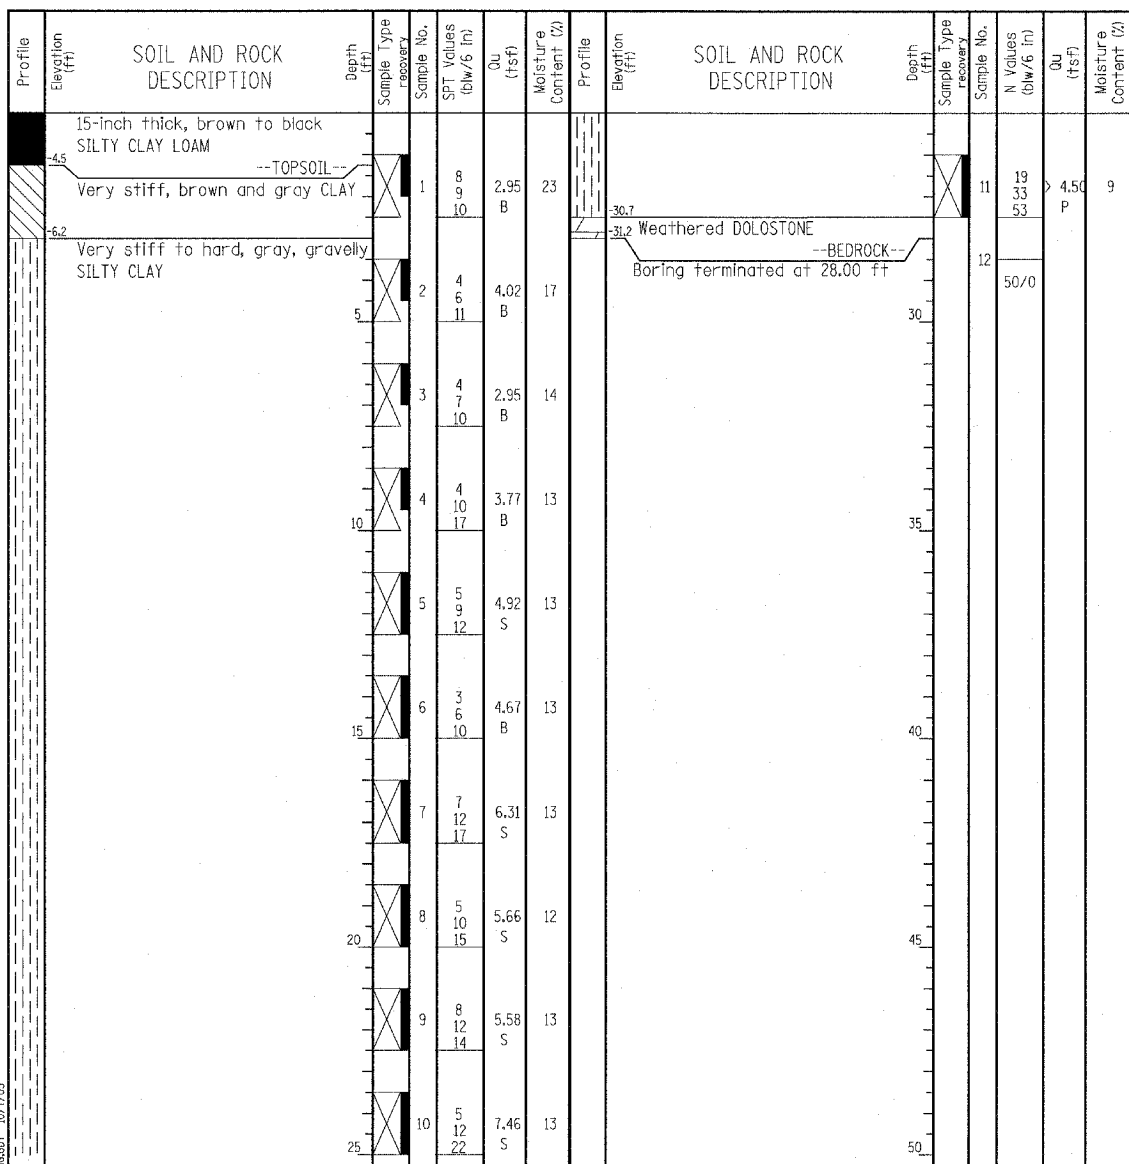 Profile
Elevation (ft)
SOIL AND ROCK DESCRIPTION
Depth (ft)
Sample Type recovery
Sample No.
SPT Values (blw/6 in)
Qu (tsf)
Moisture Content (%)
Profile
Elevation (ft)
SOIL AND ROCK DESCRIPTION
Depth (ft)
Sample Type recovery
Sample No.
N Values (blw/6 in)
Qu (tsf)
Moisture Content (%)
15-inch thick, brown to black
SILTY CLAY LOAM
-4.5
--TOPSOIL--
Very stiff, brown and gray CLAY
-6.2
Very stiff to hard, gray, gravelly
SILTY CLAY
1
8
9
10
2.95
B
23
2
4
6
11
4.02
B
17
5
3
4
7
10
2.95
B
14
4
4
10
17
3.77
B
13
10
5
5
9
12
4.92
S
13
6
3
6
10
4.67
B
13
15
7
7
12
17
6.31
S
13
8
5
10
15
5.66
S
12
20
9
8
12
14
5.58
S
13
10
5
12
22
7.46
S
13
25
11
19
33
53
> 4.50
P
9
-30.7
Weathered DOLOSTONE
-31.2
--BEDROCK--
Boring terminated at 28.00 ft
12
50/0
30
35
40
45
50